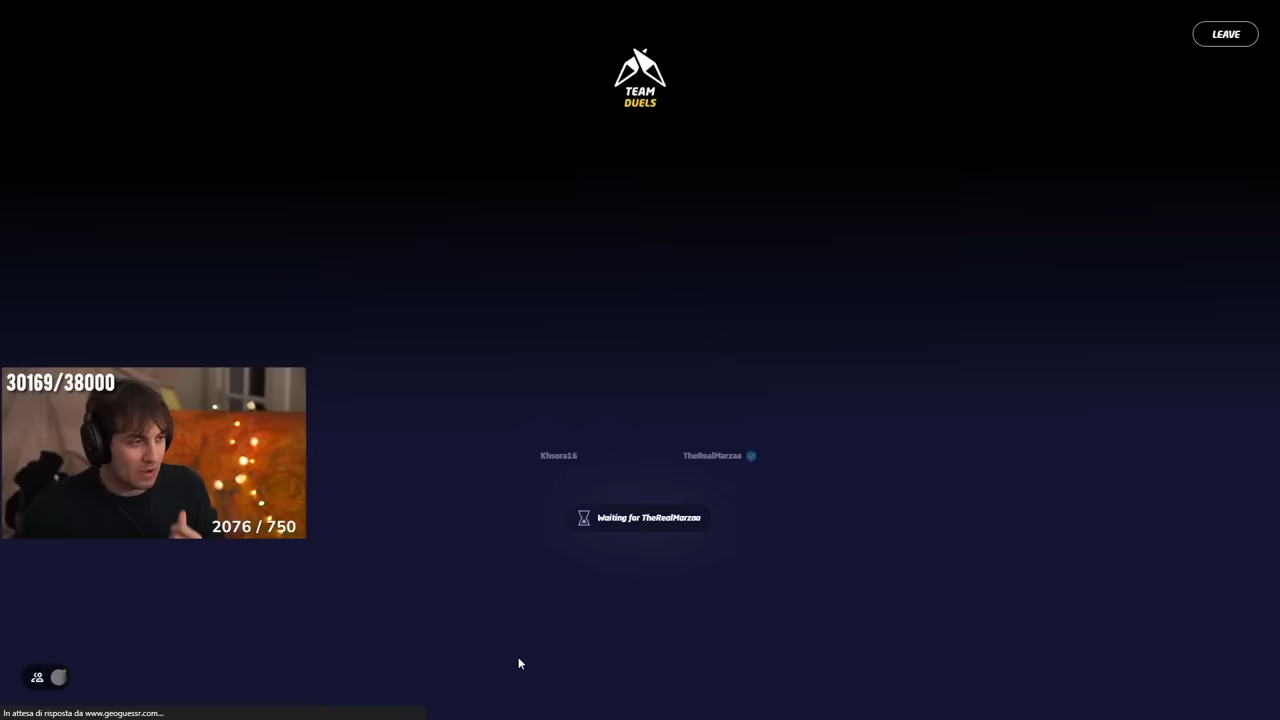 LEAVE
TEAM
DUELS
30169/38000
Khsora16
TheRealMarzaa
Waiting for TheRealMarzaa
2076 / 750
In attesa di risposta da www.geoguessr.com...